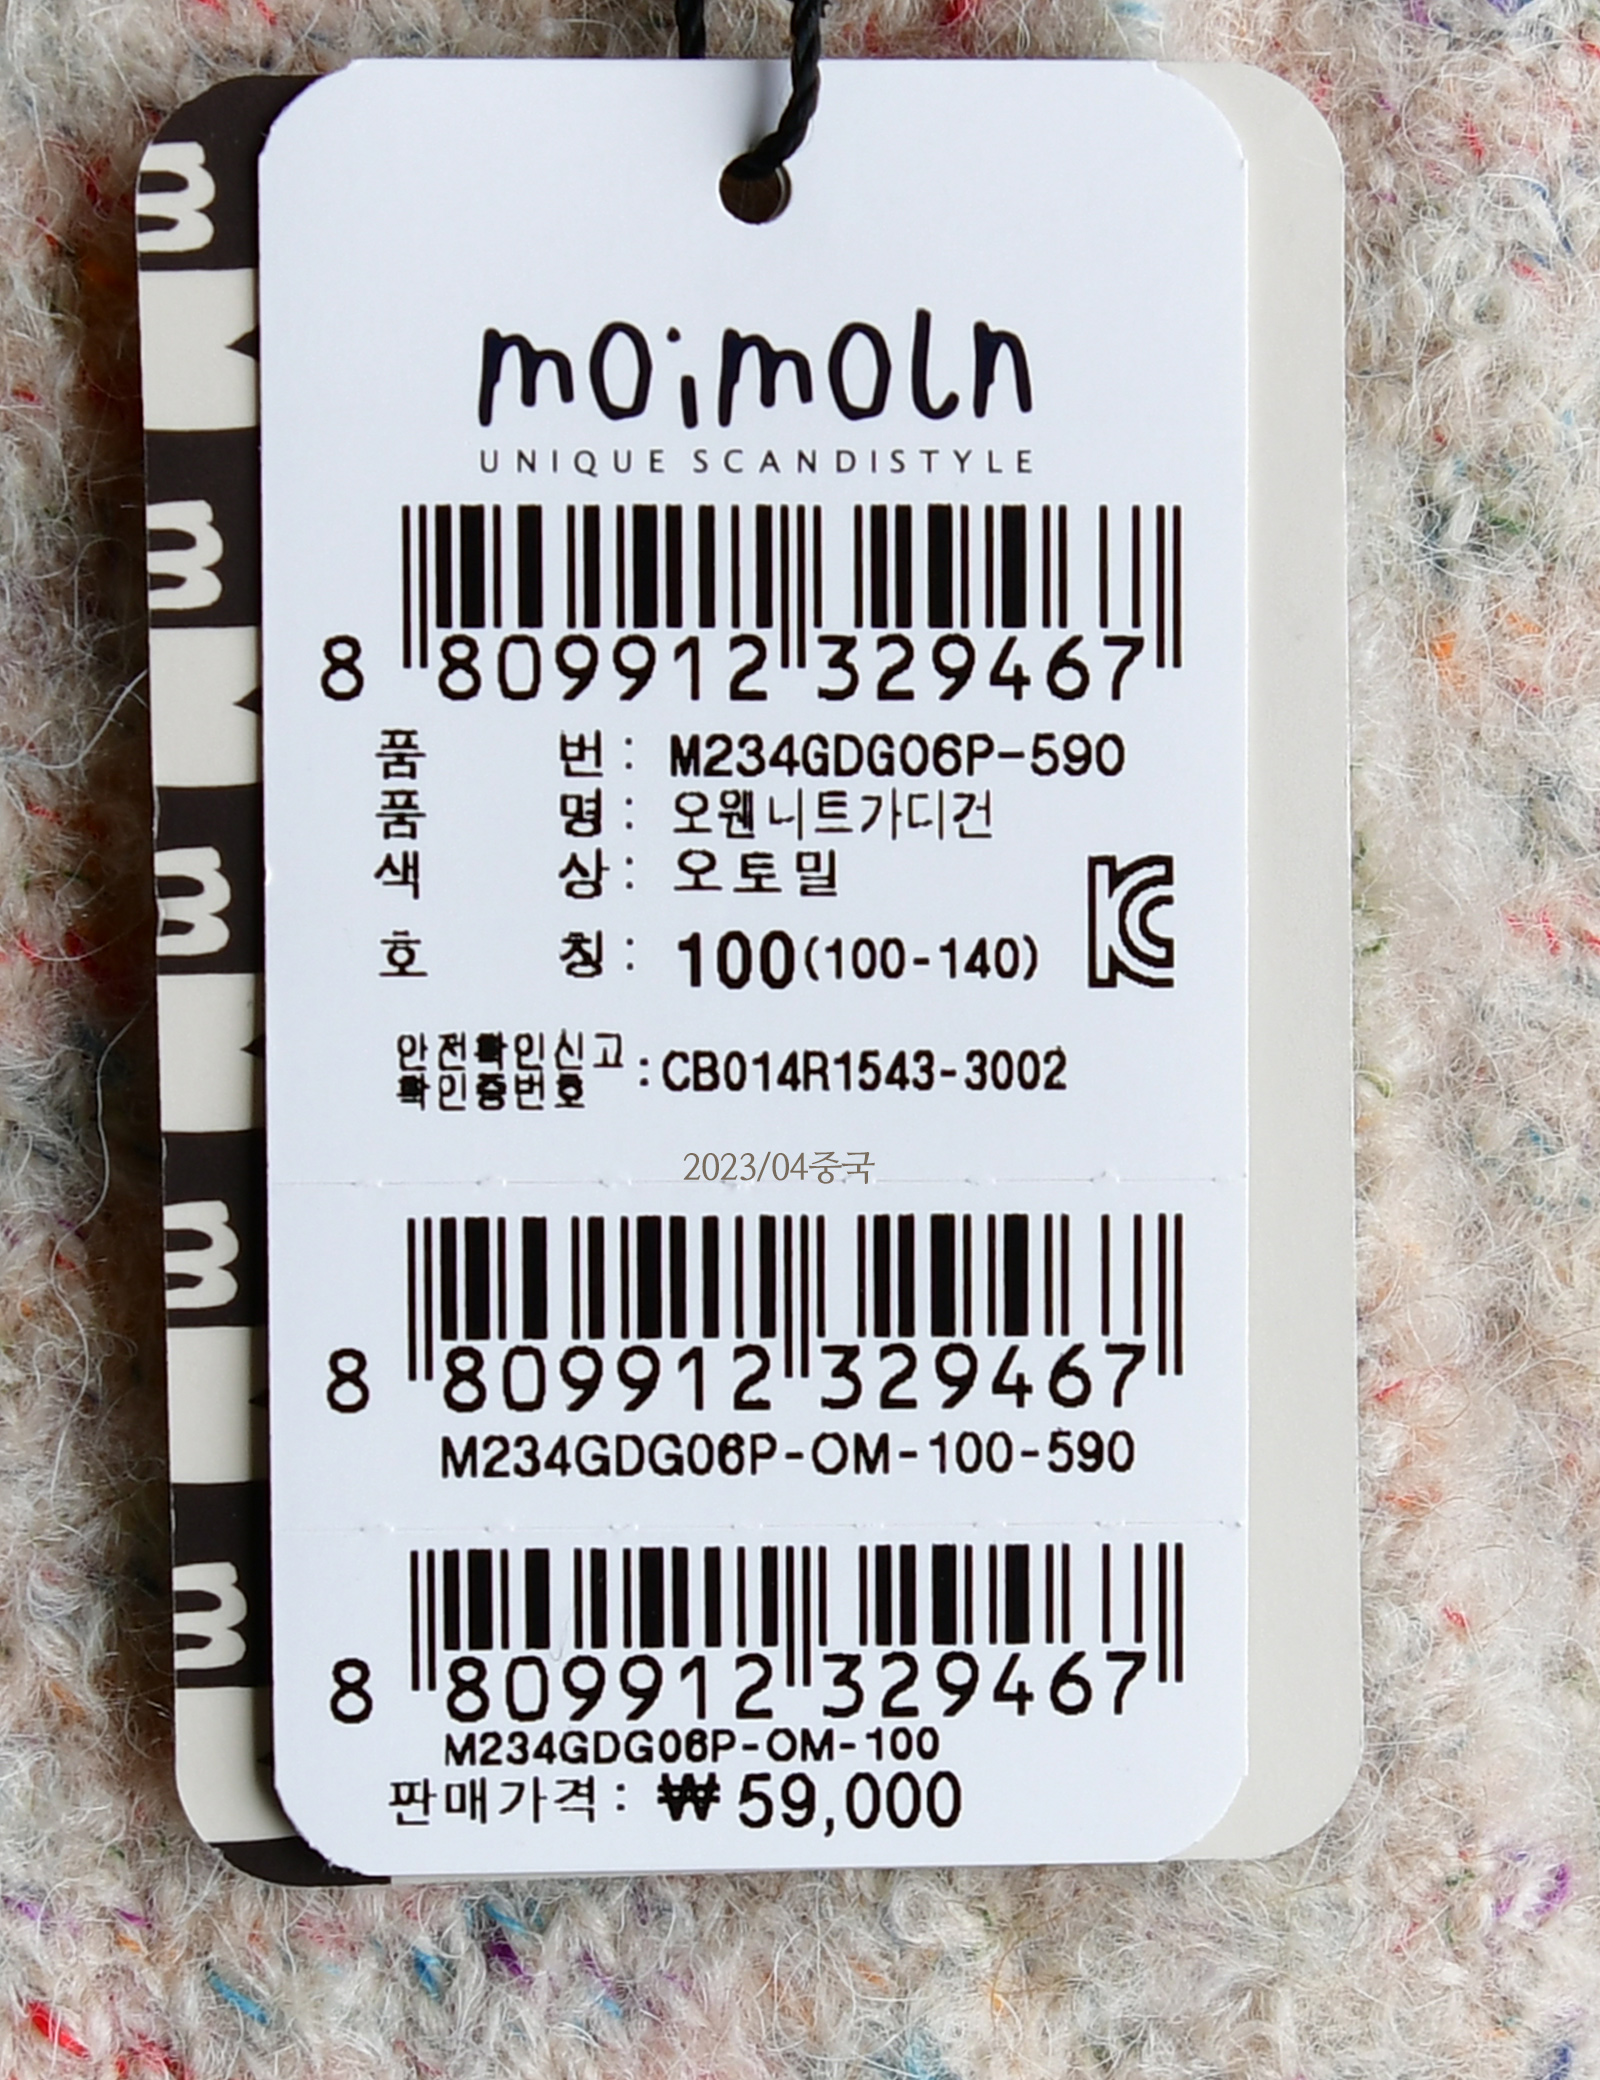 moimoln
UNIQUE SCANDISTYLE
8 809912 329467
품 번 : M234GDG06P-590
품 명 : 오웬니트가디건
색 상 : 오토밀
호 칭 : 100(100-140)
안전확인신고
확인증번호 : CB014R1543-3002
2023/04중국
8 809912 329467
M234GDG06P-OM-100-590
8 809912 329467
M234GDG06P-OM-100
판매가격 : ₩59,000